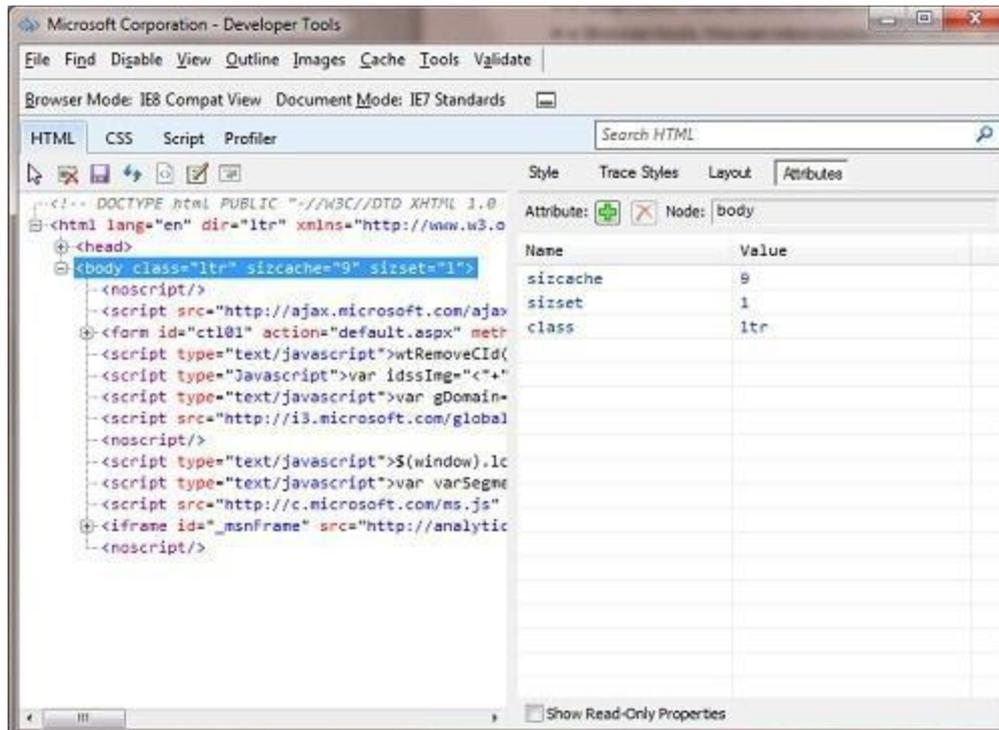 Microsoft Corporation - Developer Tools
File Find Disable View Outline Images Cache Tools Validate
Browser Mode: IE8 Compat View Document Mode: IE7 Standards
HTML CSS Script Profiler
Search HTML
Style Trace Styles Layout Attributes
Attribute: Node: body
<!-- DOCTYPE html PUBLIC "-//W3C//DTD XHTML 1.0
<html lang="en" dir="ltr" xmlns="http://www.w3.o
<head>
<body class="ltr" sizcache="9" sizset="1">
<noscript/>
<script src="http://ajax.microsoft.com/ajax
<form id="ctl01" action="default.aspx" meth
<script type="text/javascript">wtRemoveCId(
<script type="Javascript">var idssImg="<"+"
<script type="text/javascript">var gDomain=
<script src="http://i3.microsoft.com/global
<noscript/>
<script type="text/javascript">$(window).lo
<script type="text/javascript">var varSegme
<script src="http://c.microsoft.com/ms.js"
<iframe id="_msnFrame" src="http://analytic
<noscript/>
Name Value
sizcache 9
sizset 1
class ltr
Show Read-Only Properties